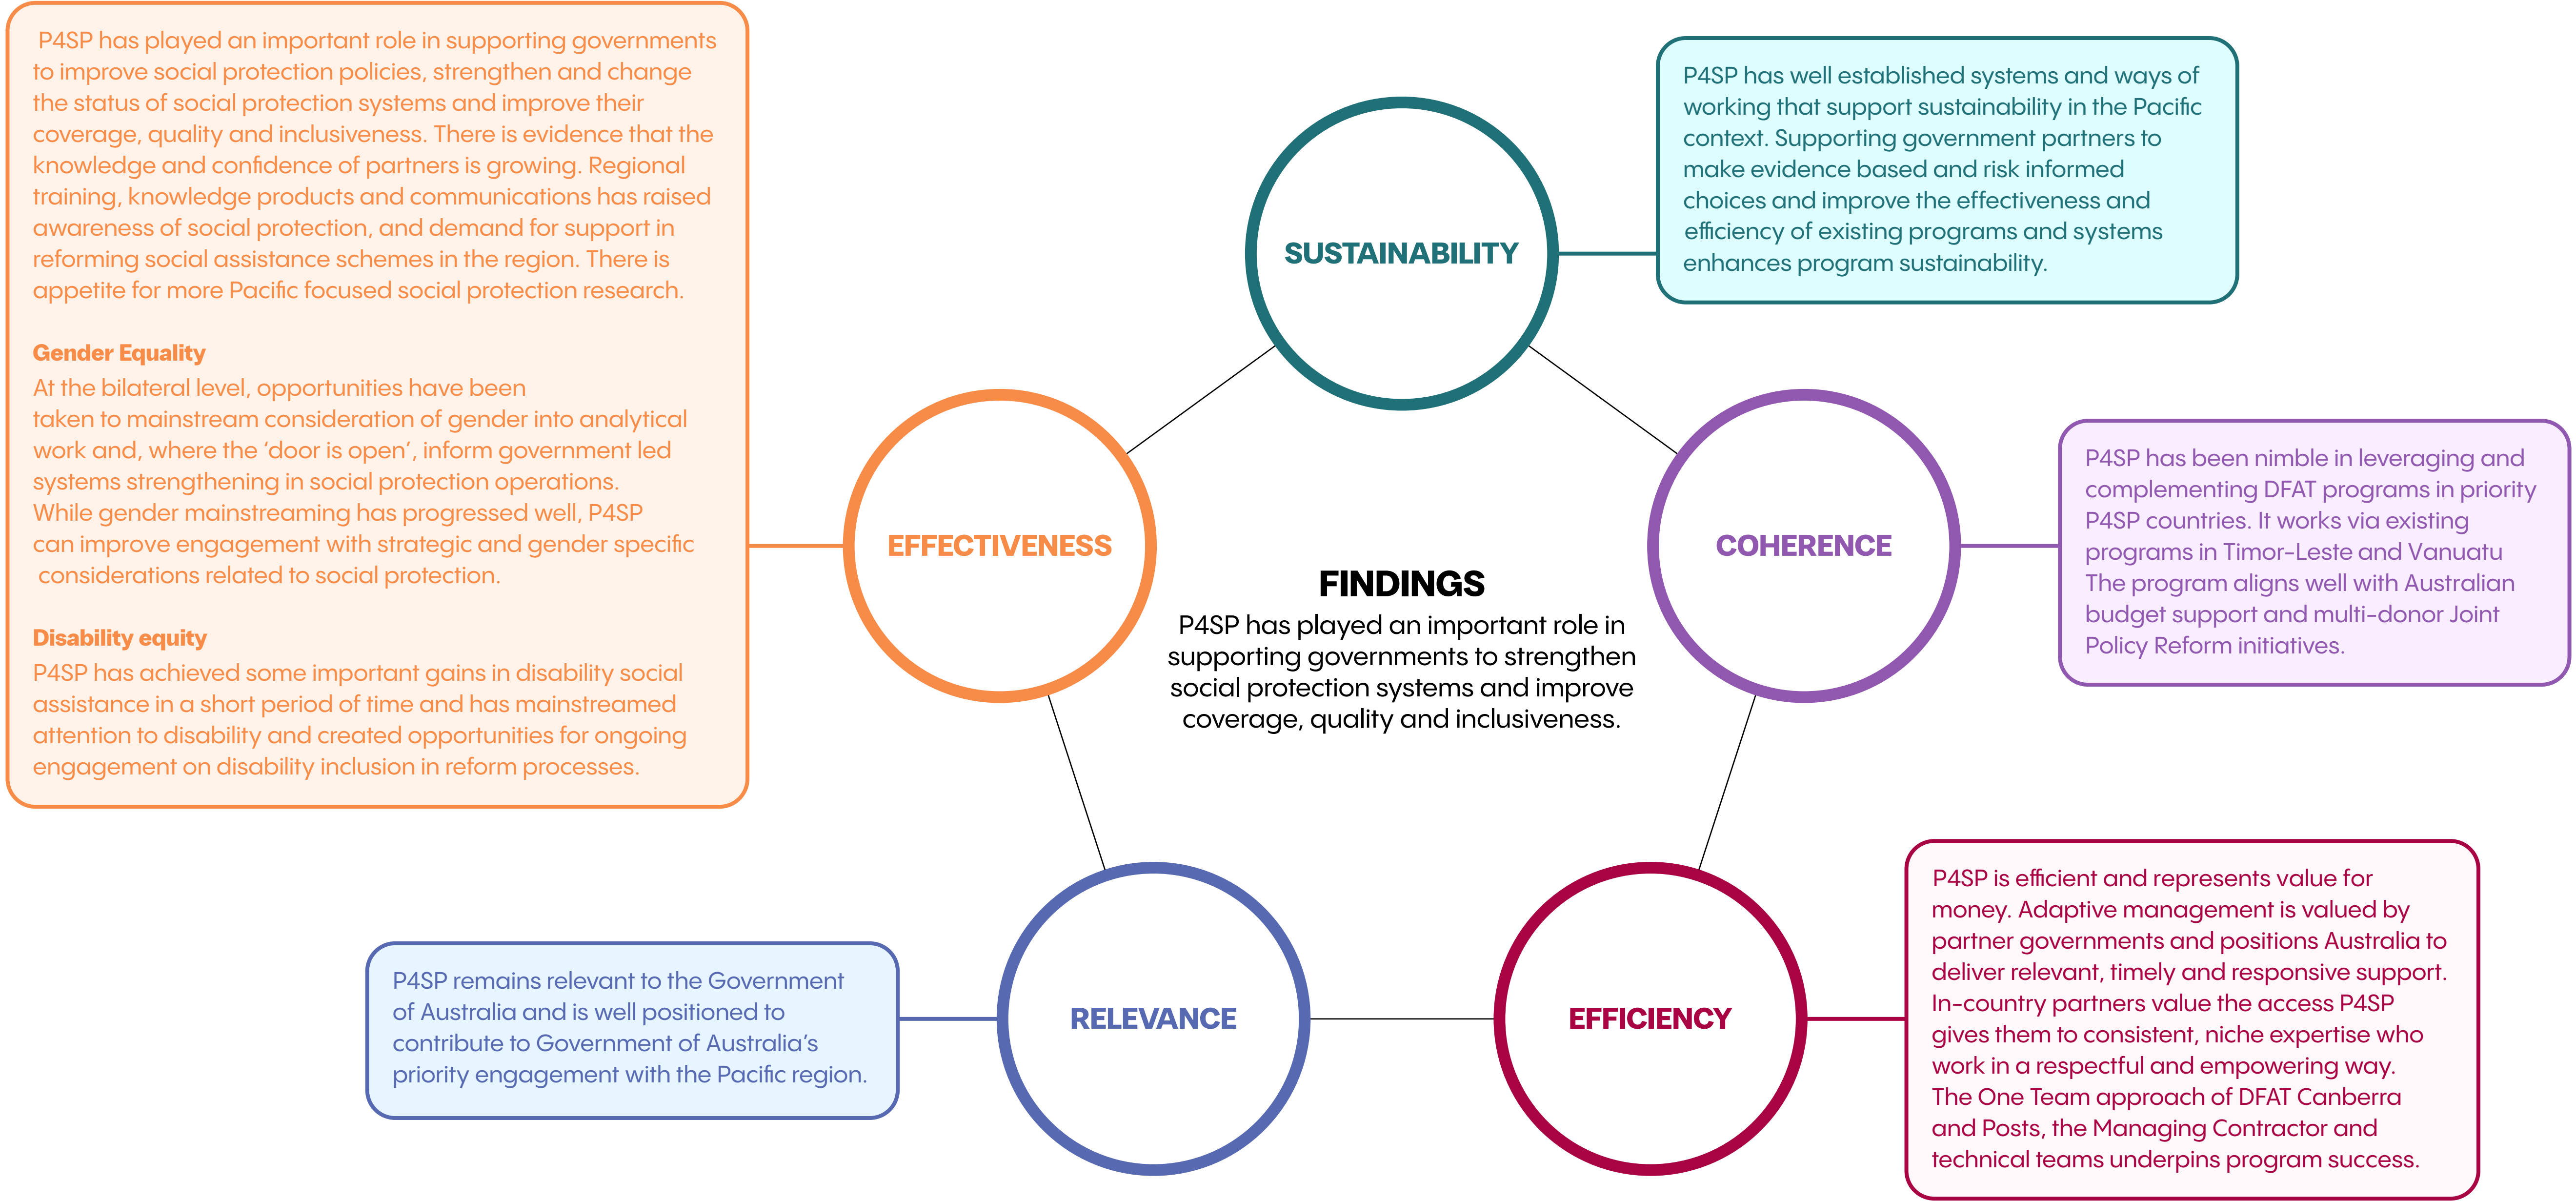 P4SP has played an important role in supporting governments
to improve social protection policies, strengthen and change
the status of social protection systems and improve their
coverage, quality and inclusiveness. There is evidence that the
knowledge and confidence of partners is growing. Regional
training, knowledge products and communications has raised
awareness of social protection, and demand for support in
reforming social assistance schemes in the region. There is
appetite for more Pacific focused social protection research.
Gender Equality
At the bilateral level, opportunities have been
taken to mainstream consideration of gender into analytical
work and, where the ‘door is open’, inform government led
systems strengthening in social protection operations.
While gender mainstreaming has progressed well, P4SP
can improve engagement with strategic and gender specific
considerations related to social protection.
Disability equity
P4SP has achieved some important gains in disability social
assistance in a short period of time and has mainstreamed
attention to disability and created opportunities for ongoing
engagement on disability inclusion in reform processes.
EFFECTIVENESS
SUSTAINABILITY
P4SP has well established systems and ways of
working that support sustainability in the Pacific
context. Supporting government partners to
make evidence based and risk informed
choices and improve the effectiveness and
efficiency of existing programs and systems
enhances program sustainability.
COHERENCE
P4SP has been nimble in leveraging and
complementing DFAT programs in priority
P4SP countries. It works via existing
programs in Timor-Leste and Vanuatu
The program aligns well with Australian
budget support and multi-donor Joint
Policy Reform initiatives.
FINDINGS
P4SP has played an important role in
supporting governments to strengthen
social protection systems and improve
coverage, quality and inclusiveness.
P4SP remains relevant to the Government
of Australia and is well positioned to
contribute to Government of Australia’s
priority engagement with the Pacific region.
RELEVANCE
EFFICIENCY
P4SP is efficient and represents value for
money. Adaptive management is valued by
partner governments and positions Australia to
deliver relevant, timely and responsive support.
In-country partners value the access P4SP
gives them to consistent, niche expertise who
work in a respectful and empowering way.
The One Team approach of DFAT Canberra
and Posts, the Managing Contractor and
technical teams underpins program success.